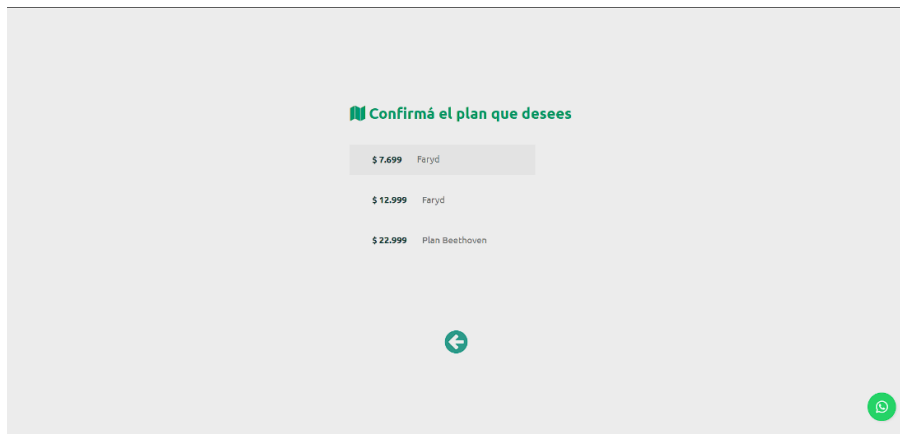 Confirmá el plan que desees
$ 7.699 Faryd
$ 12.999 Faryd
$ 22.999 Plan Beethoven